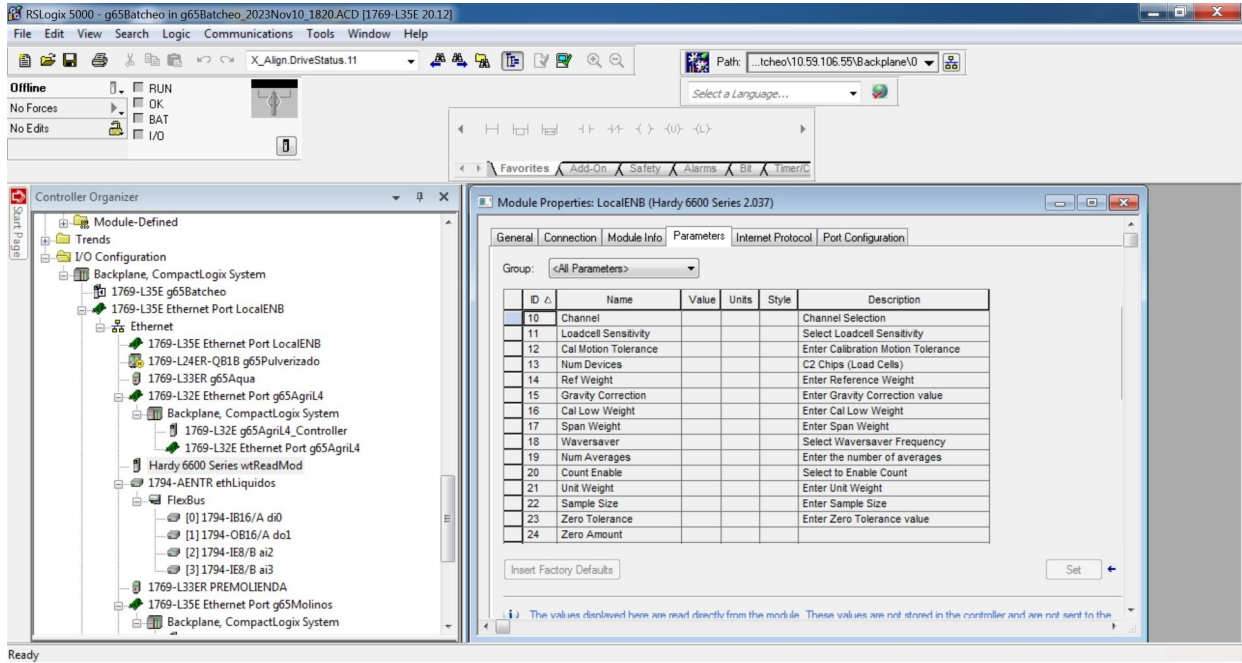 RSLogix 5000 - g65Batcheo in g65Batcheo_2023Nov10_1820.ACD [1769-L35E 20.12]
File Edit View Search Logic Communications Tools Window Help
X_Align.DriveStatus.11
Path: ...tcheo\10.59.106.55\Backplane\0
Offline
RUN
No Forces
OK
No Edits
BAT
I/O
Select a Language...
Favorites Add-On Safety Alarms Bit Timer/C
Start Page
Controller Organizer
Module-Defined
Trends
I/O Configuration
Backplane, CompactLogix System
1769-L35E g65Batcheo
1769-L35E Ethernet Port LocalENB
Ethernet
1769-L35E Ethernet Port LocalENB
1769-L24ER-QB1B g65Pulverizado
1769-L33ER g65Aqua
1769-L32E Ethernet Port g65AgriL4
Backplane, CompactLogix System
1769-L32E g65AgriL4_Controller
1769-L32E Ethernet Port g65AgriL4
Hardy 6600 Series wtReadMod
1794-AENTR ethLiquidos
FlexBus
[0] 1794-IB16/A di0
[1] 1794-OB16/A do1
[2] 1794-IE8/B ai2
[3] 1794-IE8/B ai3
1769-L33ER PREMOLIENDA
1769-L35E Ethernet Port g65Molinos
Backplane, CompactLogix System
Module Properties: LocalENB (Hardy 6600 Series 2.037)
General Connection Module Info Parameters Internet Protocol Port Configuration
Group: <All Parameters>
ID Name Value Units Style Description
10 Channel Channel Selection
11 Loadcell Sensitivity Select Loadcell Sensitivity
12 Cal Motion Tolerance Enter Calibration Motion Tolerance
13 Num Devices C2 Chips (Load Cells)
14 Ref Weight Enter Reference Weight
15 Gravity Correction Enter Gravity Correction value
16 Cal Low Weight Enter Cal Low Weight
17 Span Weight Enter Span Weight
18 Waversaver Select Waversaver Frequency
19 Num Averages Enter the number of averages
20 Count Enable Select to Enable Count
21 Unit Weight Enter Unit Weight
22 Sample Size Enter Sample Size
23 Zero Tolerance Enter Zero Tolerance value
24 Zero Amount
Insert Factory Defaults Set
The values displayed here are read directly from the module. These values are not stored in the controller and are not sent to the
Ready